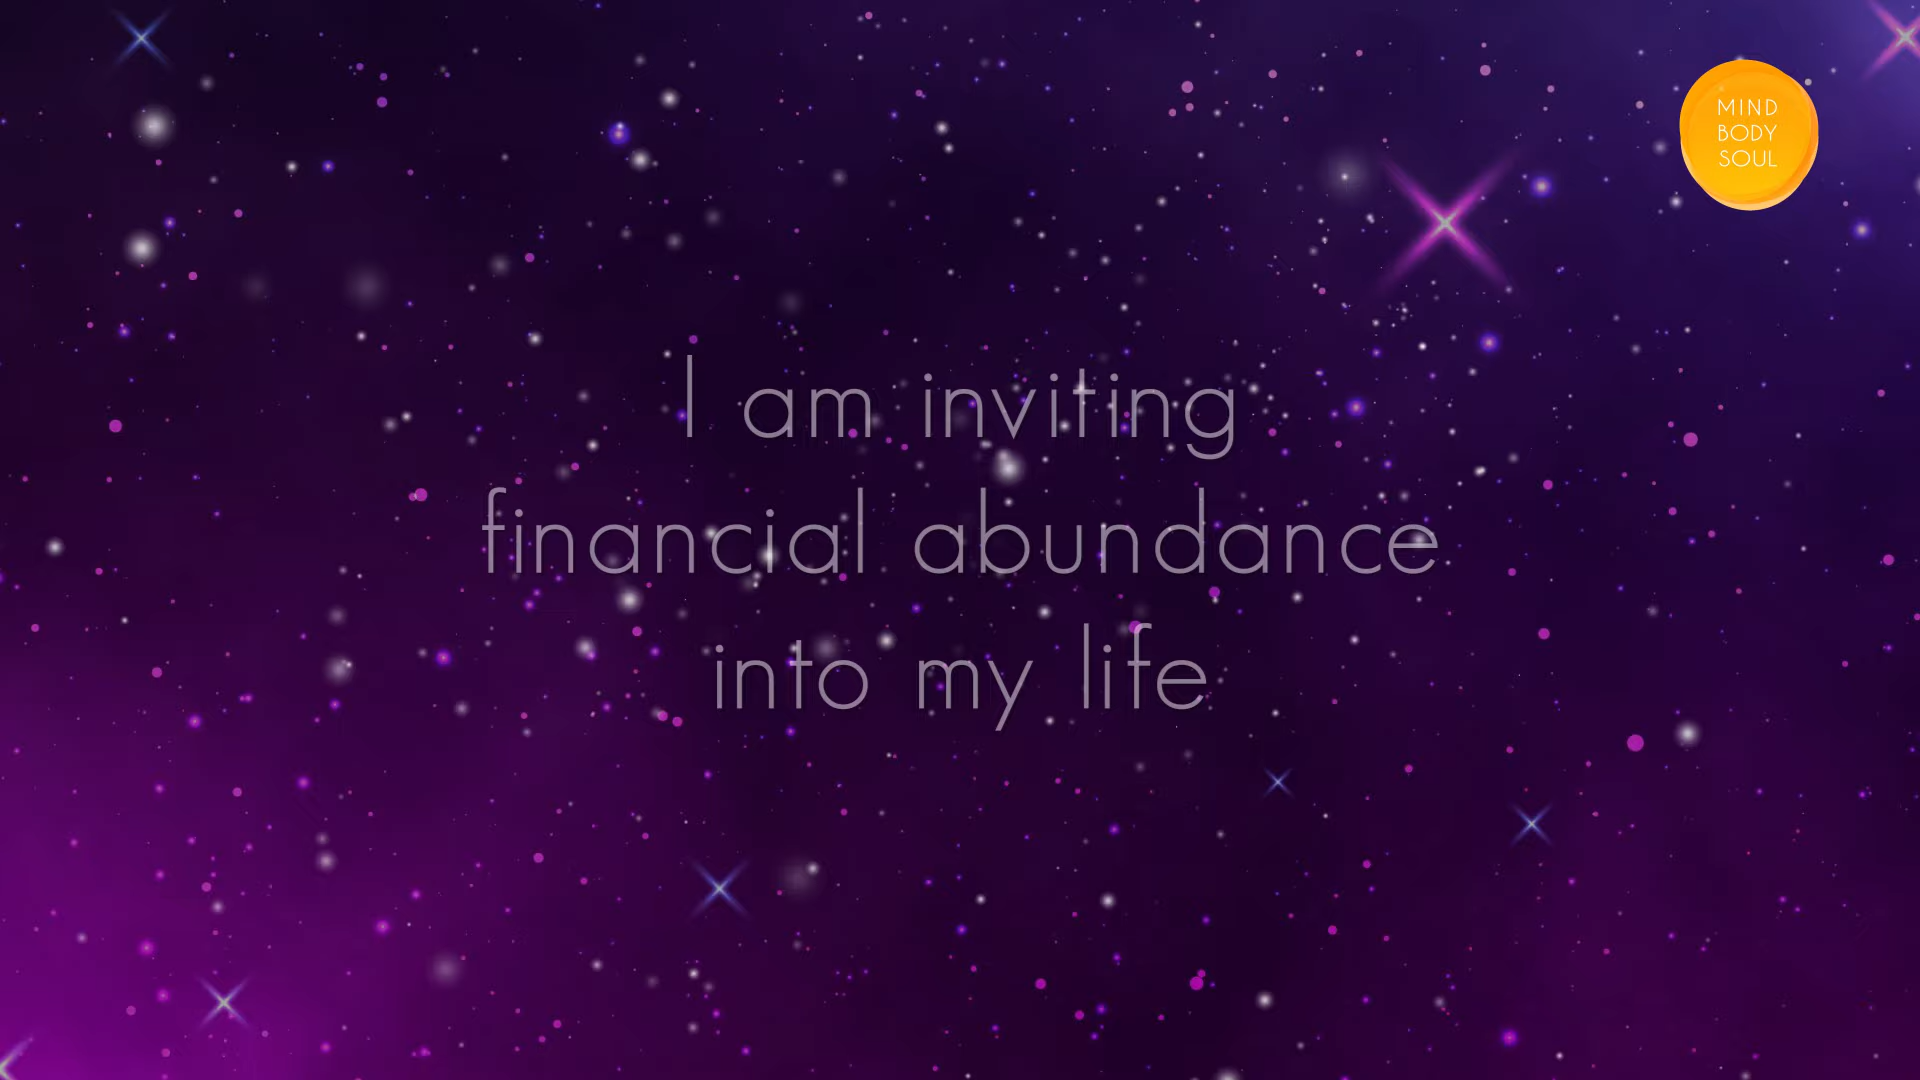 MIND
BODY
SOUL
I am inviting
financial abundance
into my life